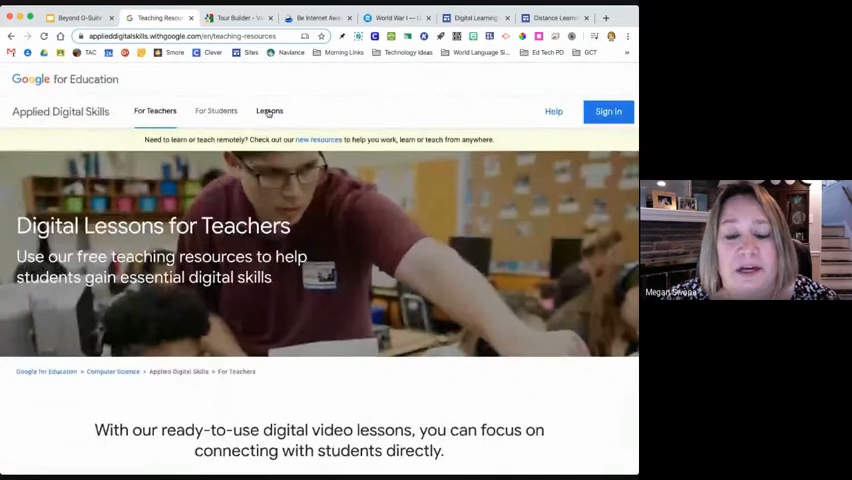 Beyond G-Suite
Teaching Resou
Tour Builder -
Be Internet Awe
World War I —
Digital Learning
Distance Learn
applieddigitalskills.withgoogle.com/en/teaching-resources
TAC
Smore
Clever
Sites
Naviance
Morning Links
Technology Ideas
World Language Si...
Ed Tech PD
GCT
Google for Education
Applied Digital Skills
For Teachers
For Students
Lessons
Help
Sign in
Need to learn or teach remotely? Check out our new resources to help you work, learn or teach from anywhere.
Digital Lessons for Teachers
Use our free teaching resources to help
students gain essential digital skills
Megan Swope
Google for Education > Computer Science > Applied Digital Skills > For Teachers
With our ready-to-use digital video lessons, you can focus on
connecting with students directly.